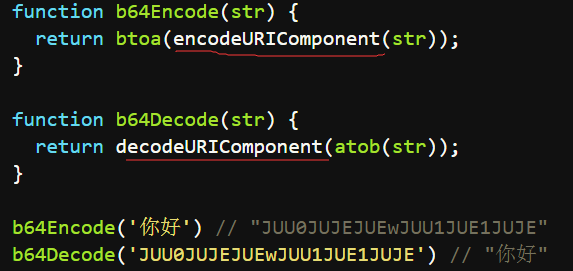 function b64Encode(str) {
  return btoa(encodeURIComponent(str));
}
function b64Decode(str) {
  return decodeURIComponent(atob(str));
}
b64Encode('你好') // "JUU0JUJEJUEwJUU1JUE1JUJE"
b64Decode('JUU0JUJEJUEwJUU1JUE1JUJE') // "你好"